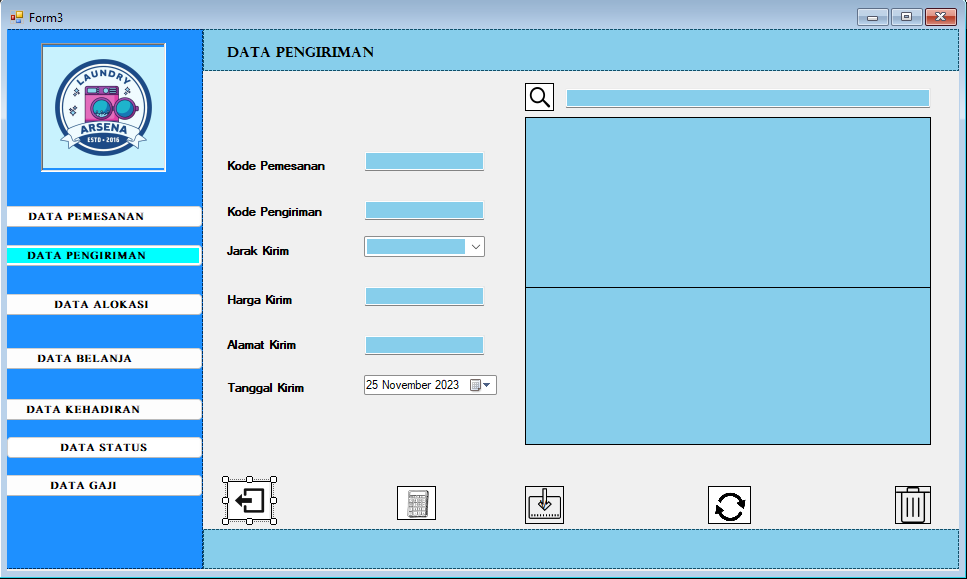 Form3
LAUNDRY
ARSENA
ESTD • 2016
DATA PENGIRIMAN
DATA PEMESANAN
DATA PENGIRIMAN
DATA ALOKASI
DATA BELANJA
DATA KEHADIRAN
DATA STATUS
DATA GAJI
Kode Pemesanan
Kode Pengiriman
Jarak Kirim
Harga Kirim
Alamat Kirim
Tanggal Kirim
25 November 2023